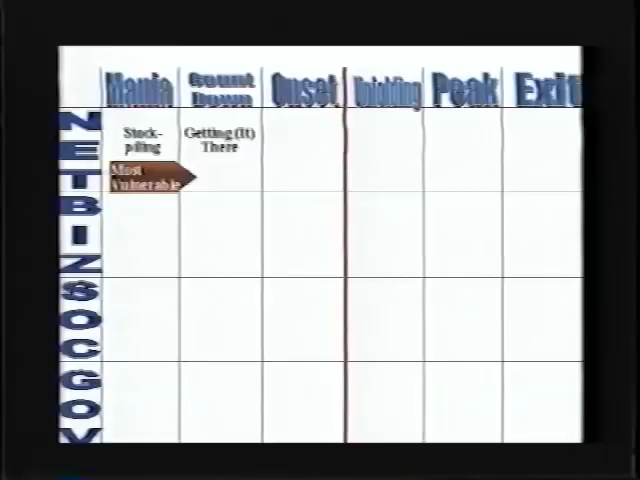 Mania Count Down Onset Unfolding Peak Exit
NET
Stock-
piling
Getting (It)
There
Most
Vulnerable
BIZ
SOC
GOV